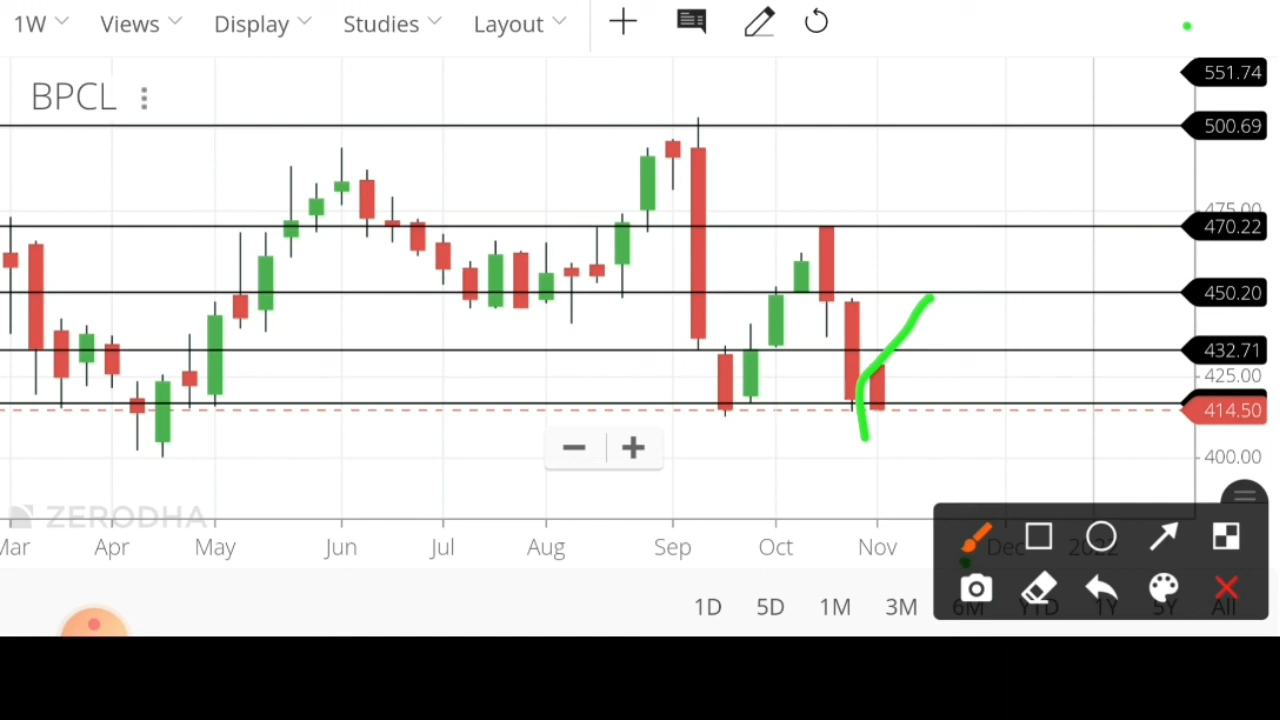 1W Views Display Studies Layout
BPCL
551.74
500.69
475.00
470.22
450.20
432.71
425.00
414.50
400.00
ZERODHA
Mar Apr May Jun Jul Aug Sep Oct Nov Dec 2022
1D 5D 1M 3M 6M YTD 1Y 5Y All